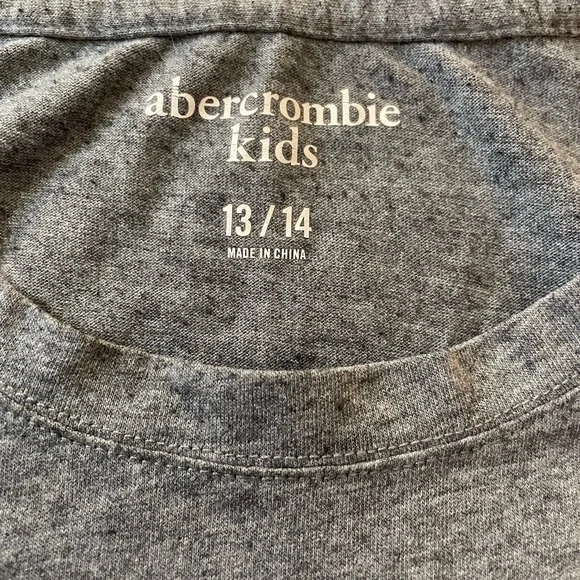 abercrombie
kids
13 / 14
MADE IN CHINA